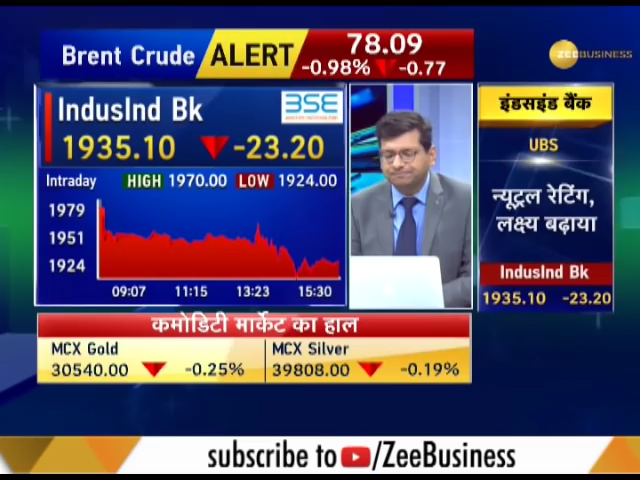 Brent Crude
ALERT
78.09
-0.98% -0.77
ZEEBUSINESS
IndusInd Bk
BSE
1935.10 -23.20
Intraday HIGH 1970.00 LOW 1924.00
1979
1951
1924
09:07 11:15 13:23 15:30
इंडसइंड बैंक
UBS
न्यूट्रल रेटिंग,
लक्ष्य बढ़ाया
IndusInd Bk
1935.10 -23.20
कमोडिटी मार्केट का हाल
MCX Gold
30540.00 -0.25%
MCX Silver
39808.00 -0.19%
subscribe to /ZeeBusiness